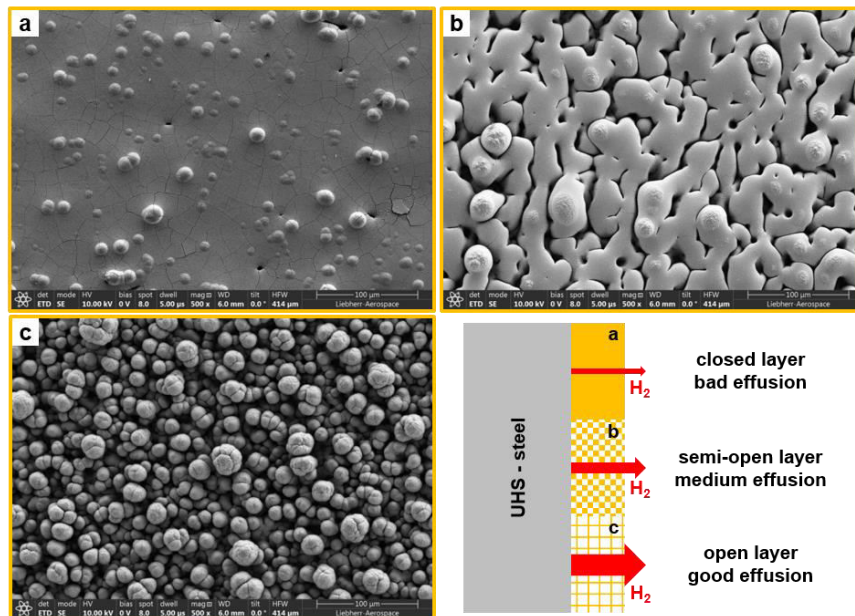 a
det mode HV bias spot dwell mag WD tilt HFW
ETD SE 10.00 kV 0 V 8.0 5.00 µs 500 x 6.0 mm 0.0 ° 414 µm
100 µm
Liebherr-Aerospace
b
det mode HV bias spot dwell mag WD tilt HFW
ETD SE 10.00 kV 0 V 8.0 5.00 µs 500 x 6.0 mm 0.0 ° 414 µm
100 µm
Liebherr-Aerospace
c
det mode HV bias spot dwell mag WD tilt HFW
ETD SE 10.00 kV 0 V 8.0 5.00 µs 500 x 6.0 mm 0.0 ° 414 µm
100 µm
Liebherr-Aerospace
UHS - steel
a
H₂
closed layer
bad effusion
b
H₂
semi-open layer
medium effusion
c
H₂
open layer
good effusion